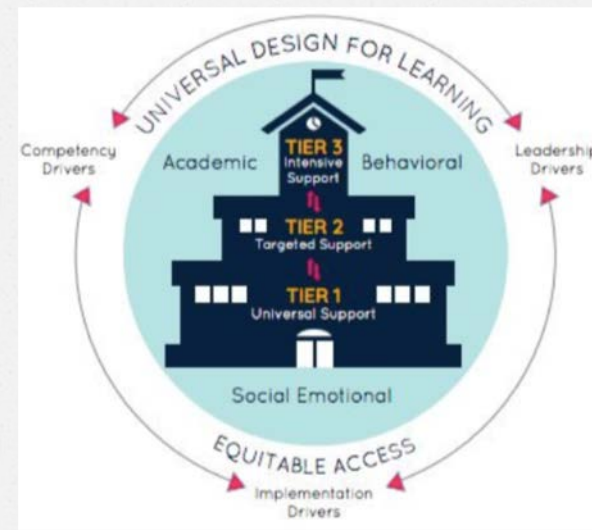 UNIVERSAL DESIGN FOR LEARNING
Competency
Drivers
Academic
TIER 3
Intensive
Support
Behavioral
Leadership
Drivers
TIER 2
Targeted Support
TIER 1
Universal Support
Social Emotional
EQUITABLE ACCESS
Implementation
Drivers